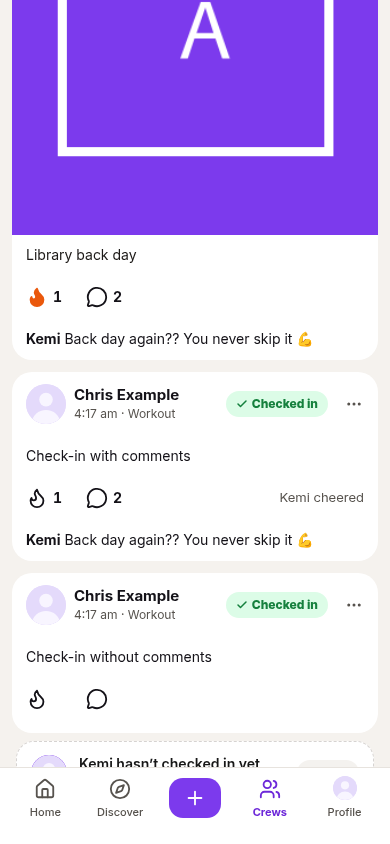 A
Library back day
1 2
Kemi Back day again?? You never skip it 💪
Chris Example
Checked in
4:17 am · Workout
Check-in with comments
1 2 Kemi cheered
Kemi Back day again?? You never skip it 💪
Chris Example
Checked in
4:17 am · Workout
Check-in without comments
Kemi hasn't checked in yet
Home Discover Crews Profile